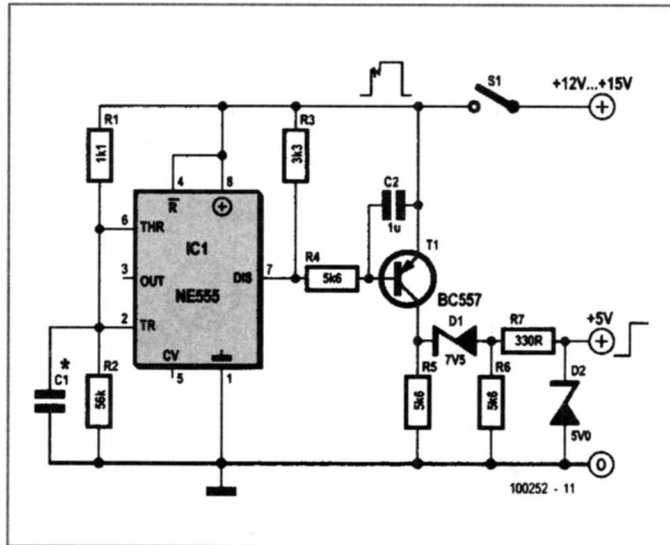 S1
+12V...+15V
R1
1k1
R3
3k3
4
8
R
C2
1u
6
THR
IC1
T1
3
OUT
DIS
7
R4
5k6
NE555
BC557
2
TR
D1
7V5
R7
330R
+5V
C1
*
R2
56k
CV
5
1
R5
5k6
R6
5k6
D2
5V0
0
100252 - 11